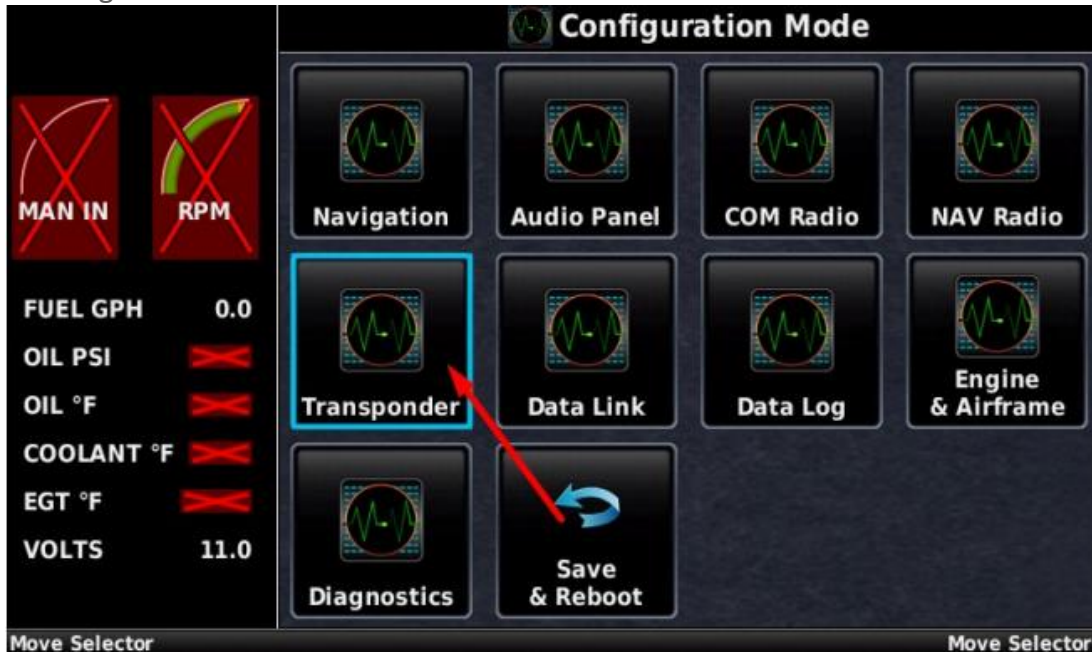 Configuration Mode
MAN IN RPM
FUEL GPH 0.0
OIL PSI
OIL °F
COOLANT °F
EGT °F
VOLTS 11.0
Navigation Audio Panel COM Radio NAV Radio
Transponder Data Link Data Log Engine
& Airframe
Diagnostics Save
& Reboot
Move Selector Move Selector